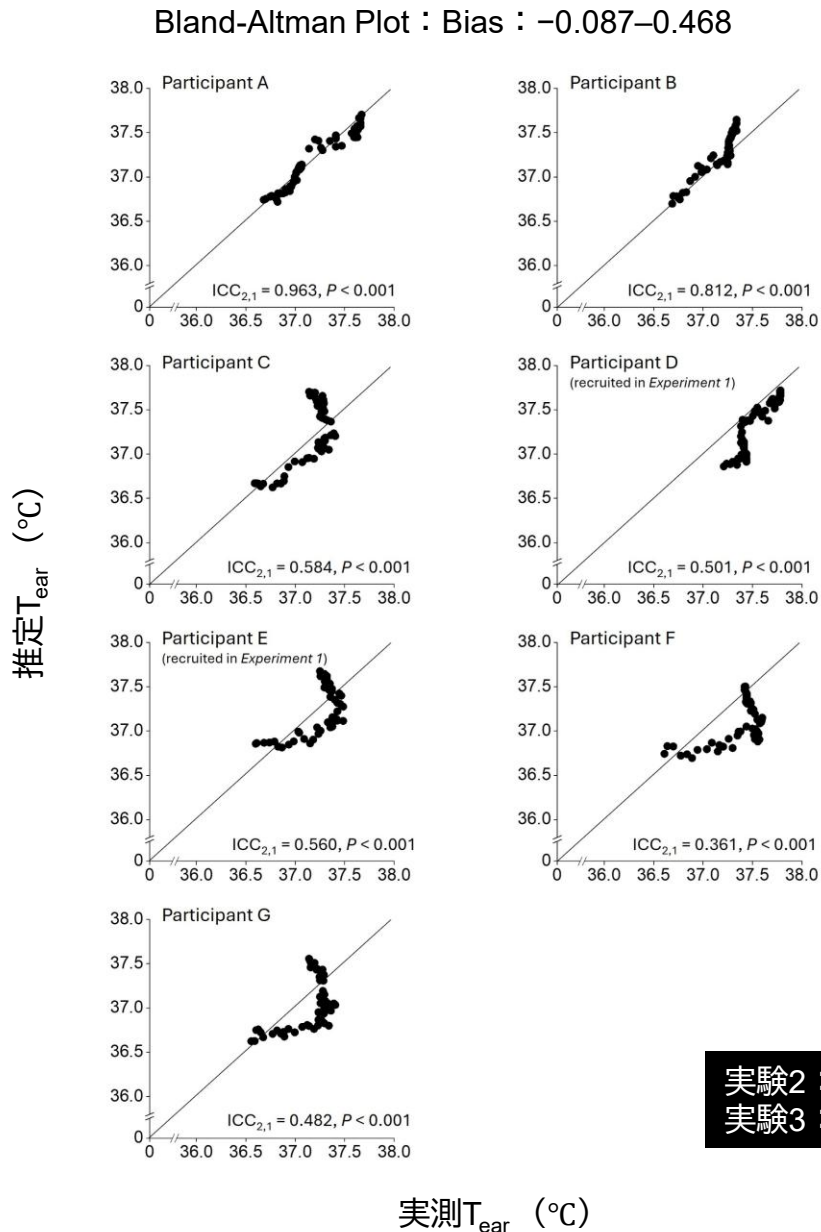 Bland-Altman Plot：Bias：−0.087–0.468
Participant A
38.0
37.5
37.0
36.5
36.0
0
ICC2,1 = 0.963, P < 0.001
0 36.0 36.5 37.0 37.5 38.0
Participant B
38.0
37.5
37.0
36.5
36.0
0
ICC2,1 = 0.812, P < 0.001
0 36.0 36.5 37.0 37.5 38.0
Participant C
38.0
37.5
37.0
36.5
36.0
0
ICC2,1 = 0.584, P < 0.001
0 36.0 36.5 37.0 37.5 38.0
Participant D
(recruited in Experiment 1)
38.0
37.5
37.0
36.5
36.0
0
ICC2,1 = 0.501, P < 0.001
0 36.0 36.5 37.0 37.5 38.0
推定Tear （℃）
Participant E
(recruited in Experiment 1)
38.0
37.5
37.0
36.5
36.0
0
ICC2,1 = 0.560, P < 0.001
0 36.0 36.5 37.0 37.5 38.0
Participant F
38.0
37.5
37.0
36.5
36.0
0
ICC2,1 = 0.361, P < 0.001
0 36.0 36.5 37.0 37.5 38.0
Participant G
38.0
37.5
37.0
36.5
36.0
0
ICC2,1 = 0.482, P < 0.001
0 36.0 36.5 37.0 37.5 38.0
実験2：
実験3：
実測Tear （℃）